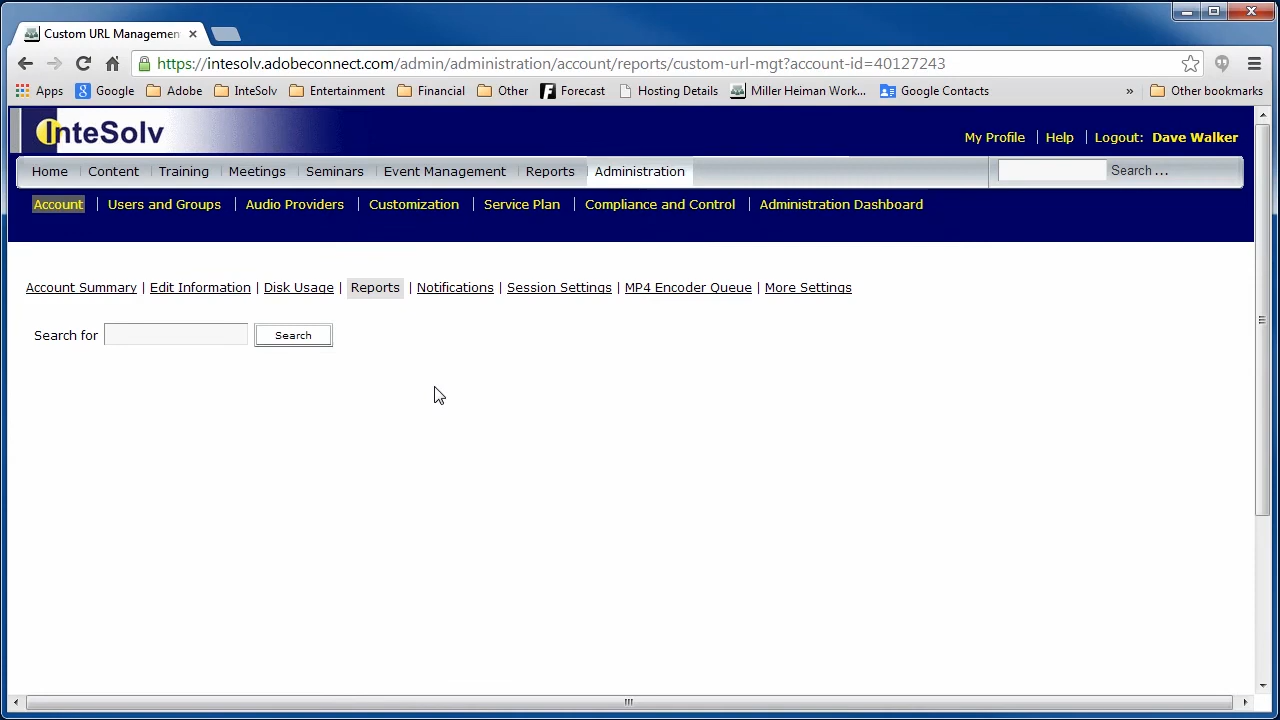 Custom URL Managemen
https://intesolv.adobeconnect.com/admin/administration/account/reports/custom-url-mgt?account-id=40127243
Apps Google Adobe InteSolv Entertainment Financial Other Forecast Hosting Details Miller Heiman Work... Google Contacts » Other bookmarks
InteSolv
My Profile | Help | Logout: Dave Walker
Home Content Training Meetings Seminars Event Management Reports Administration Search ...
Account | Users and Groups | Audio Providers | Customization | Service Plan | Compliance and Control | Administration Dashboard
Account Summary | Edit Information | Disk Usage | Reports | Notifications | Session Settings | MP4 Encoder Queue | More Settings
Search for Search